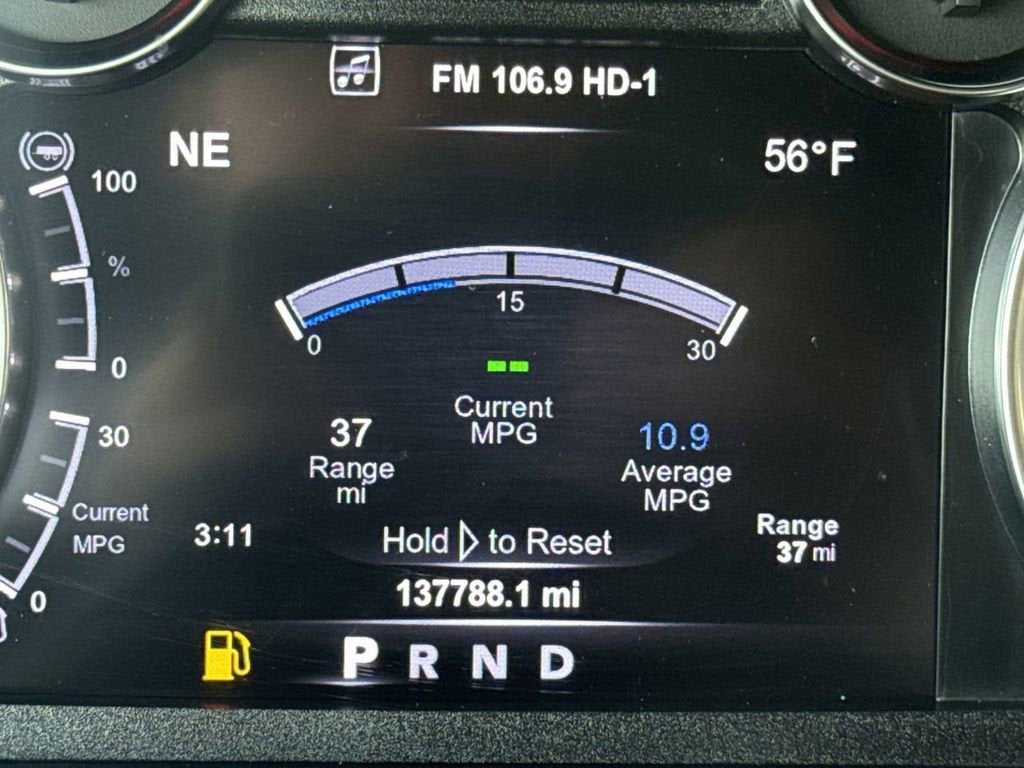 FM 106.9 HD-1
NE
56°F
100
%
0
0
15
30
--
Current
MPG
37
Range
mi
10.9
Average
MPG
30
Current
MPG
0
3:11
Hold ▷ to Reset
Range
37 mi
137788.1 mi
P R N D